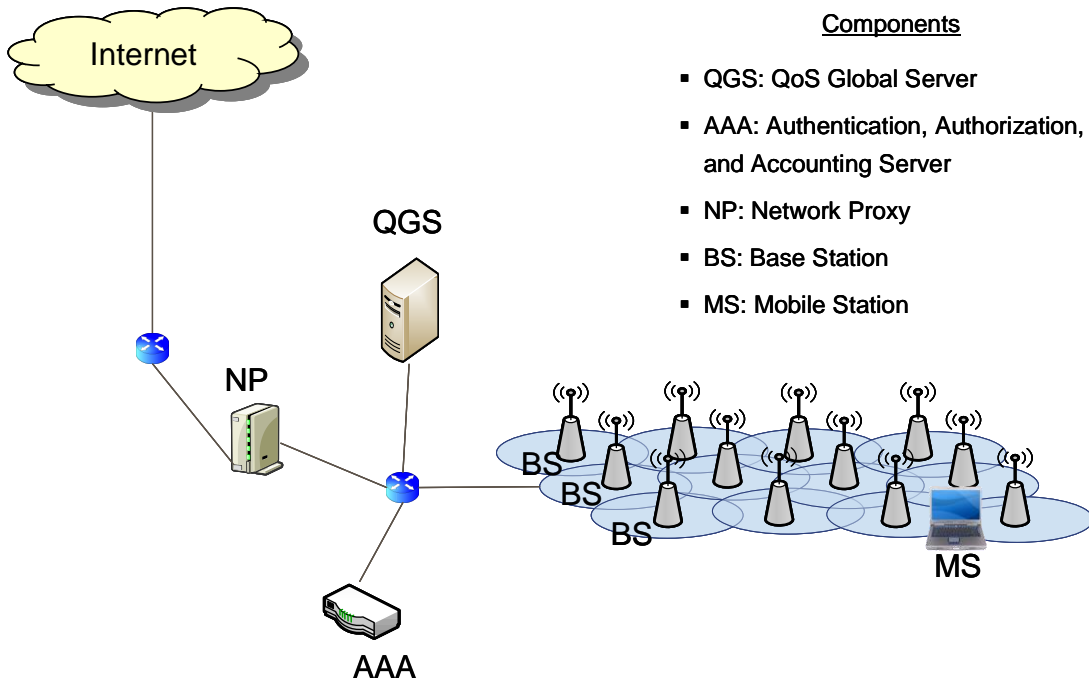 Internet
Components
▪ QGS: QoS Global Server
▪ AAA: Authentication, Authorization,
and Accounting Server
▪ NP: Network Proxy
▪ BS: Base Station
▪ MS: Mobile Station
QGS
NP
BS
BS
BS
MS
AAA